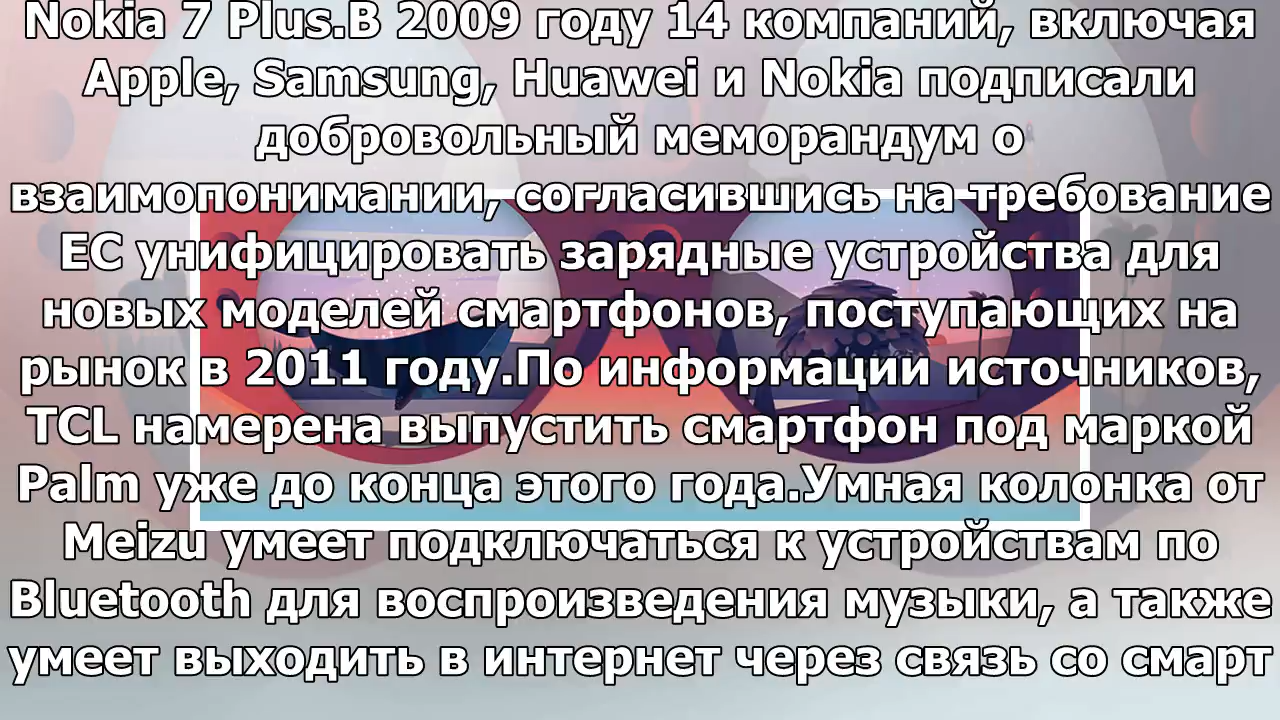 Nokia 7 Plus.В 2009 году 14 компаний, включая
Apple, Samsung, Huawei и Nokia подписали
добровольный меморандум о
взаимопонимании, согласившись на требование
ЕС унифицировать зарядные устройства для
новых моделей смартфонов, поступающих на
рынок в 2011 году.По информации источников,
TCL намерена выпустить смартфон под маркой
Palm уже до конца этого года.Умная колонка от
Meizu умеет подключаться к устройствам по
Bluetooth для воспроизведения музыки, а также
умеет выходить в интернет через связь со смарт